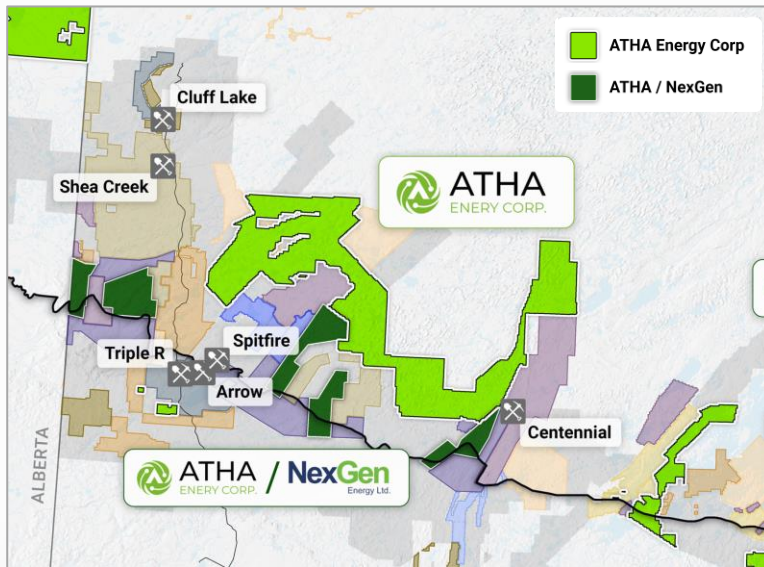 ATHA Energy Corp
ATHA / NexGen
Cluff Lake
Shea Creek
ATHA
ENERY CORP.
Spitfire
Triple R
Arrow
Centennial
ALBERTA
ATHA
ENERY CORP.
/
NexGen
Energy Ltd.